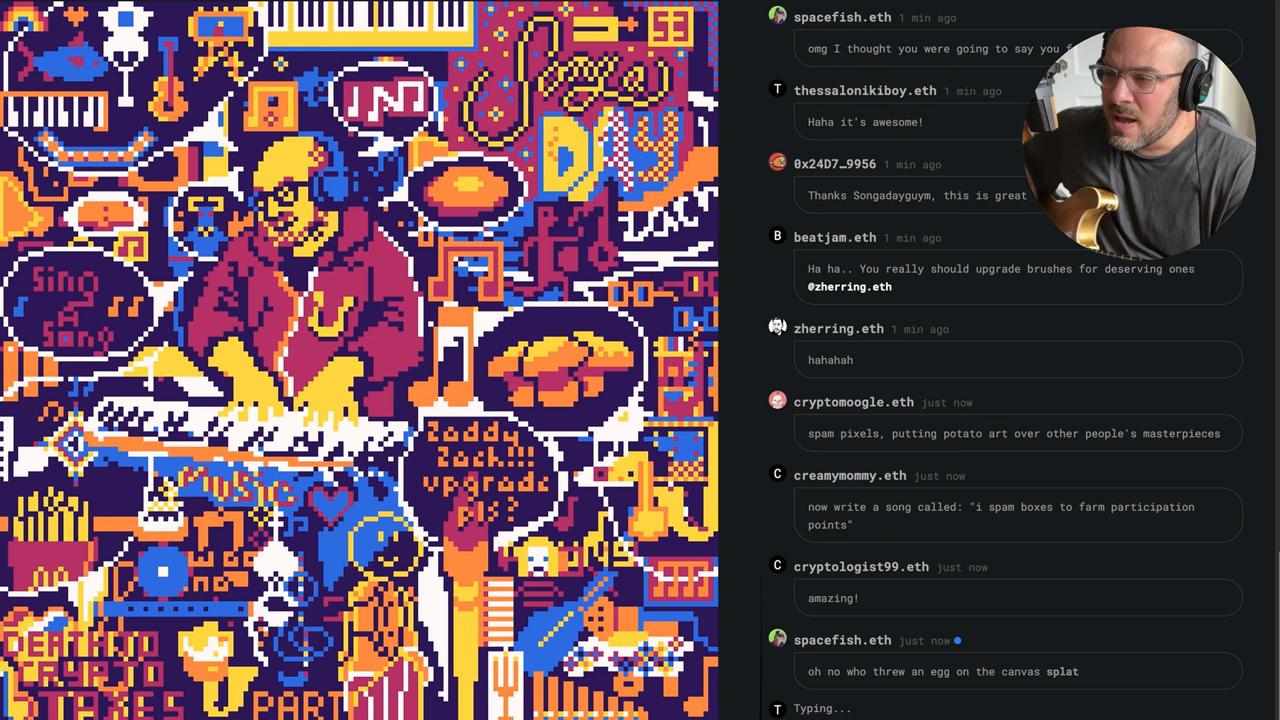 Sing
2
Song
zaddy
zach!!
upgrade
pls?
MUSIC
DEATH TO
CRYPTO
TAXES
PART
spacefish.eth 1 min ago
omg I thought you were going to say you
thessalonikiboy.eth 1 min ago
T
Haha it's awesome!
0x24D7…9956 1 min ago
Thanks Songadayguym, this is great
B
beatjam.eth 1 min ago
Ha ha.. You really should upgrade brushes for deserving ones
@zherring.eth
zherring.eth 1 min ago
hahahah
cryptomoogle.eth just now
spam pixels, putting potato art over other people's masterpieces
C
creamymommy.eth just now
now write a song called: "i spam boxes to farm participation
points"
C
cryptologist99.eth just now
amazing!
spacefish.eth just now
oh no who threw an egg on the canvas splat
T
Typing...